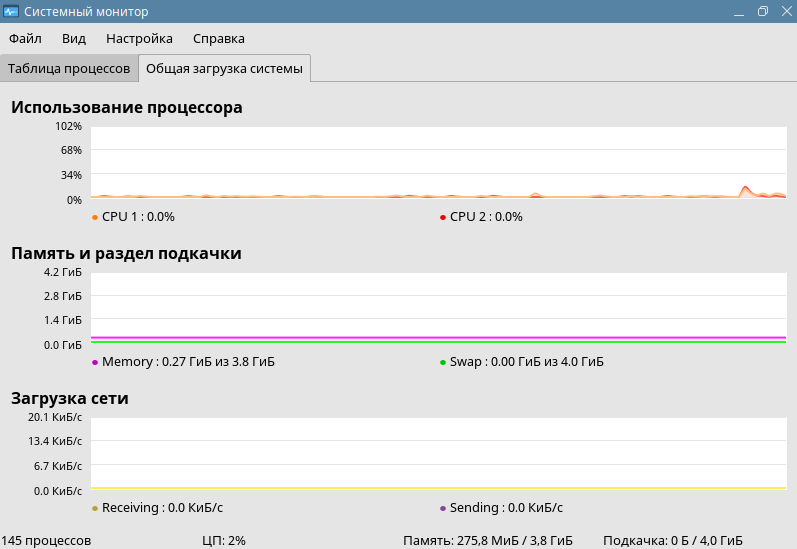 Системный монитор
Файл Вид Настройка Справка
Таблица процессов Общая загрузка системы
Использование процессора
102%
68%
34%
0%
CPU 1 : 0.0% CPU 2 : 0.0%
Память и раздел подкачки
4.2 ГиБ
2.8 ГиБ
1.4 ГиБ
0.0 ГиБ
Memory : 0.27 ГиБ из 3.8 ГиБ Swap : 0.00 ГиБ из 4.0 ГиБ
Загрузка сети
20.1 КиБ/с
13.4 КиБ/с
6.7 КиБ/с
0.0 КиБ/с
Receiving : 0.0 КиБ/с Sending : 0.0 КиБ/с
145 процессов ЦП: 2% Память: 275,8 МиБ / 3,8 ГиБ Подкачка: 0 Б / 4,0 ГиБ